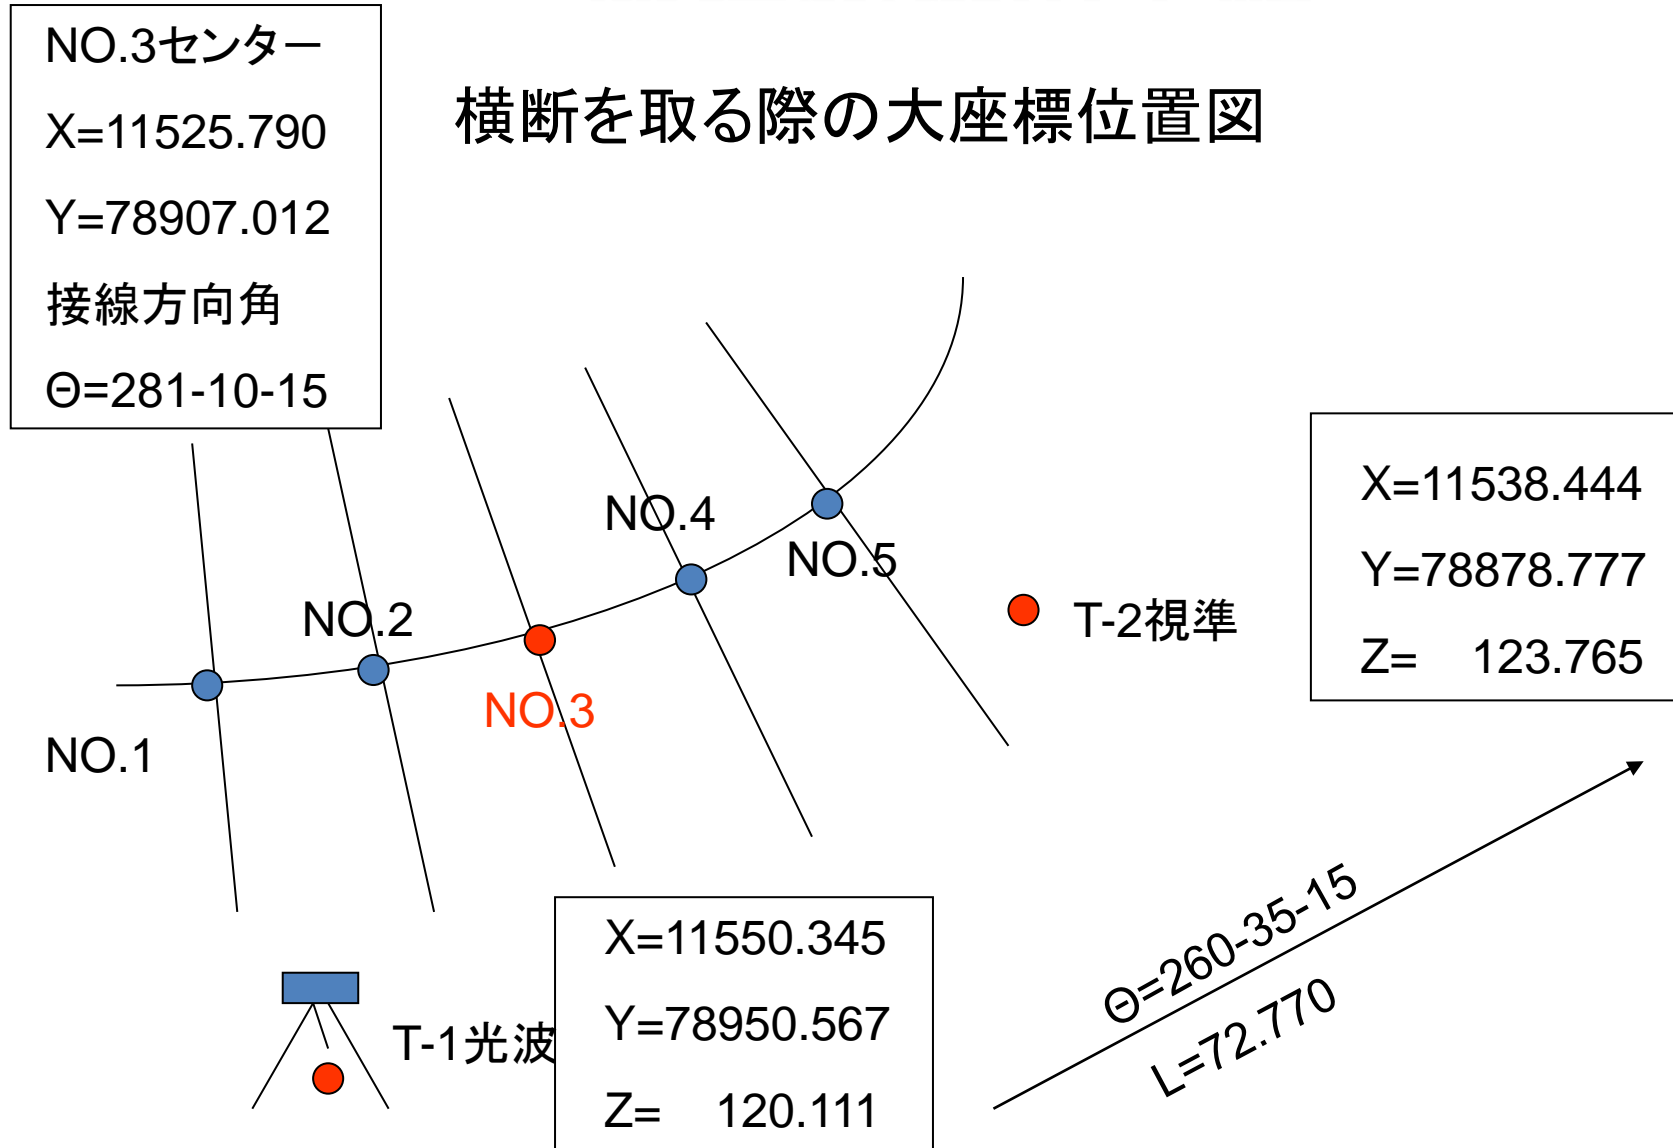 NO.3センター
X=11525.790
Y=78907.012
接線方向角
Θ=281-10-15
横断を取る際の大座標位置図
NO.4
NO.5
NO.2
NO.3
NO.1
T-2視準
X=11538.444
Y=78878.777
Z= 123.765
T-1光波
X=11550.345
Y=78950.567
Z= 120.111
Θ=260-35-15
L=72.770